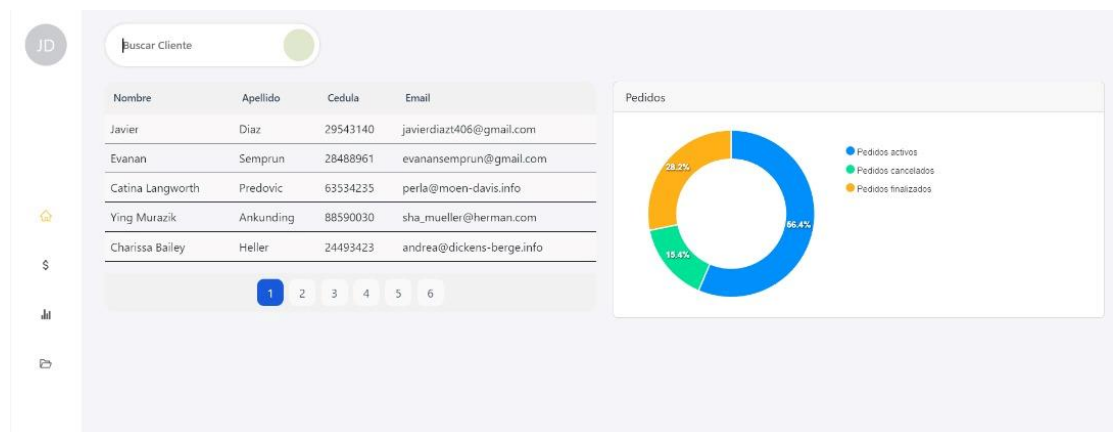 JD
Buscar Cliente
Nombre Apellido Cedula Email
Javier Diaz 29543140 javierdiazt406@gmail.com
Evanan Semprun 28488961 evanansemprun@gmail.com
Catina Langworth Predovic 63534235 perla@moen-davis.info
Ying Murazik Ankunding 88590030 sha_mueller@herman.com
Charissa Bailey Heller 24493423 andrea@dickens-berge.info
1 2 3 4 5 6
Pedidos
28.2%
56.4%
15.4%
Pedidos activos
Pedidos cancelados
Pedidos finalizados
$